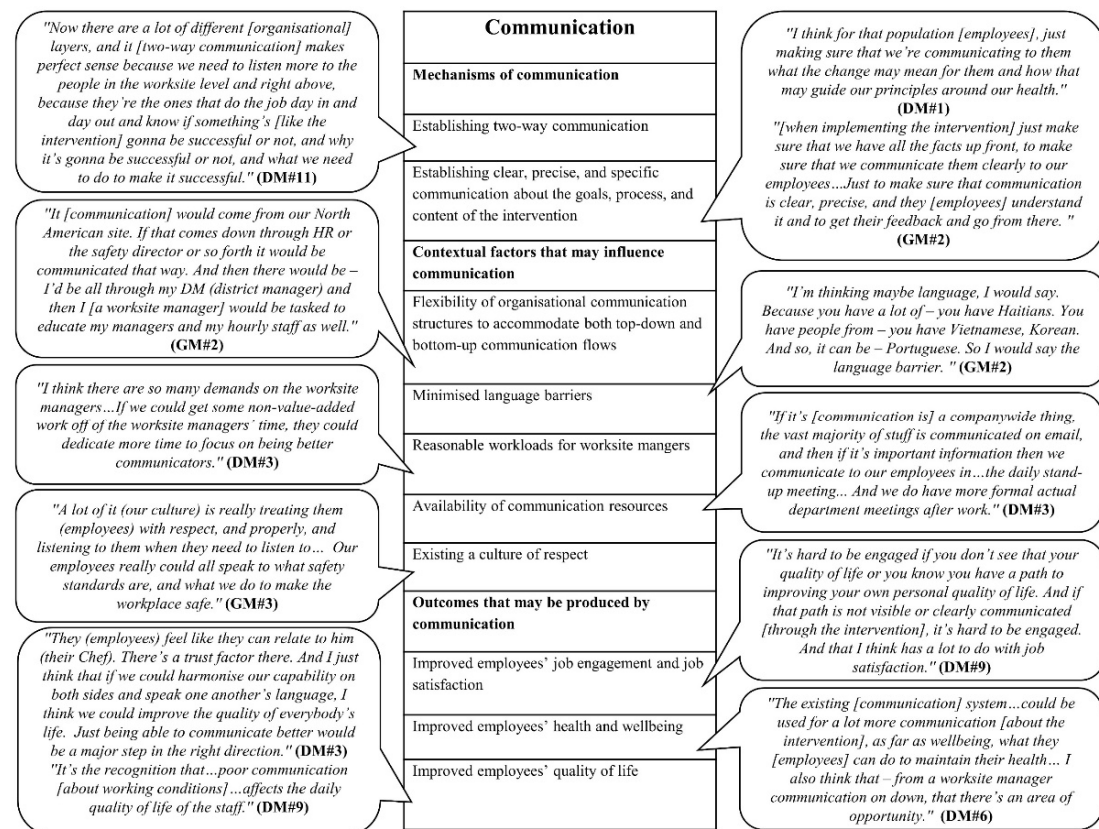 "Now there are a lot of different [organisational]
layers, and it [two-way communication] makes
perfect sense because we need to listen more to the
people in the worksite level and right above,
because they're the ones that do the job day in and
day out and know if something's [like the
intervention] gonna be successful or not, and why
it's gonna be successful or not, and what we need
to do to make it successful." (DM#11)
"It [communication] would come from our North
American site. If that comes down through HR or
the safety director or so forth it would be
communicated that way. And then there would be –
I'd be all through my DM (district manager) and
then I [a worksite manager] would be tasked to
educate my managers and my hourly staff as well."
(GM#2)
"I think there are so many demands on the worksite
managers…If we could get some non-value-added
work off of the worksite managers' time, they could
dedicate more time to focus on being better
communicators." (DM#3)
"A lot of it (our culture) is really treating them
(employees) with respect, and properly, and
listening to them when they need to listen to… Our
employees really could all speak to what safety
standards are, and what we do to make the
workplace safe." (GM#3)
"They (employees) feel like they can relate to him
(their Chef). There's a trust factor there. And I just
think that if we could harmonise our capability on
both sides and speak one another's language, I
think we could improve the quality of everybody's
life. Just being able to communicate better would
be a major step in the right direction." (DM#3)
"It's the recognition that…poor communication
[about working conditions]…affects the daily
quality of life of the staff." (DM#9)
Communication
Mechanisms of communication
Establishing two-way communication
Establishing clear, precise, and specific
communication about the goals, process, and
content of the intervention
Contextual factors that may influence
communication
Flexibility of organisational communication
structures to accommodate both top-down and
bottom-up communication flows
Minimised language barriers
Reasonable workloads for worksite mangers
Availability of communication resources
Existing a culture of respect
Outcomes that may be produced by
communication
Improved employees' job engagement and job
satisfaction
Improved employees' health and wellbeing
Improved employees' quality of life
"I think for that population [employees], just
making sure that we're communicating to them
what the change may mean for them and how that
may guide our principles around our health."
(DM#1)
"[when implementing the intervention] just make
sure that we have all the facts up front, to make
sure that we communicate them clearly to our
employees…Just to make sure that communication
is clear, precise, and they [employees] understand
it and to get their feedback and go from there. "
(GM#2)
"I'm thinking maybe language, I would say.
Because you have a lot of – you have Haitians. You
have people from – you have Vietnamese, Korean.
And so, it can be – Portuguese. So I would say the
language barrier. " (GM#2)
"If it's [communication is] a companywide thing,
the vast majority of stuff is communicated on email,
and then if it's important information then we
communicate to our employees in…the daily stand-
up meeting... And we do have more formal actual
department meetings after work." (DM#3)
"It's hard to be engaged if you don't see that your
quality of life or you know you have a path to
improving your own personal quality of life. And if
that path is not visible or clearly communicated
[through the intervention], it's hard to be engaged.
And that I think has a lot to do with job
satisfaction." (DM#9)
"The existing [communication] system…could be
used for a lot more communication [about the
intervention], as far as wellbeing, what they
[employees] can do to maintain their health… I
also think that – from a worksite manager
communication on down, that there's an area of
opportunity." (DM#6)